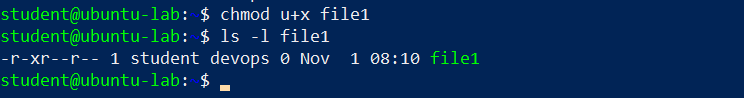 student@ubuntu-lab: $ chmod u+x file1
student@ubuntu-lab: $ ls -l file1
-r-xr--r-- 1 student devops 0 Nov  1 08:10 file1
student@ubuntu-lab: $